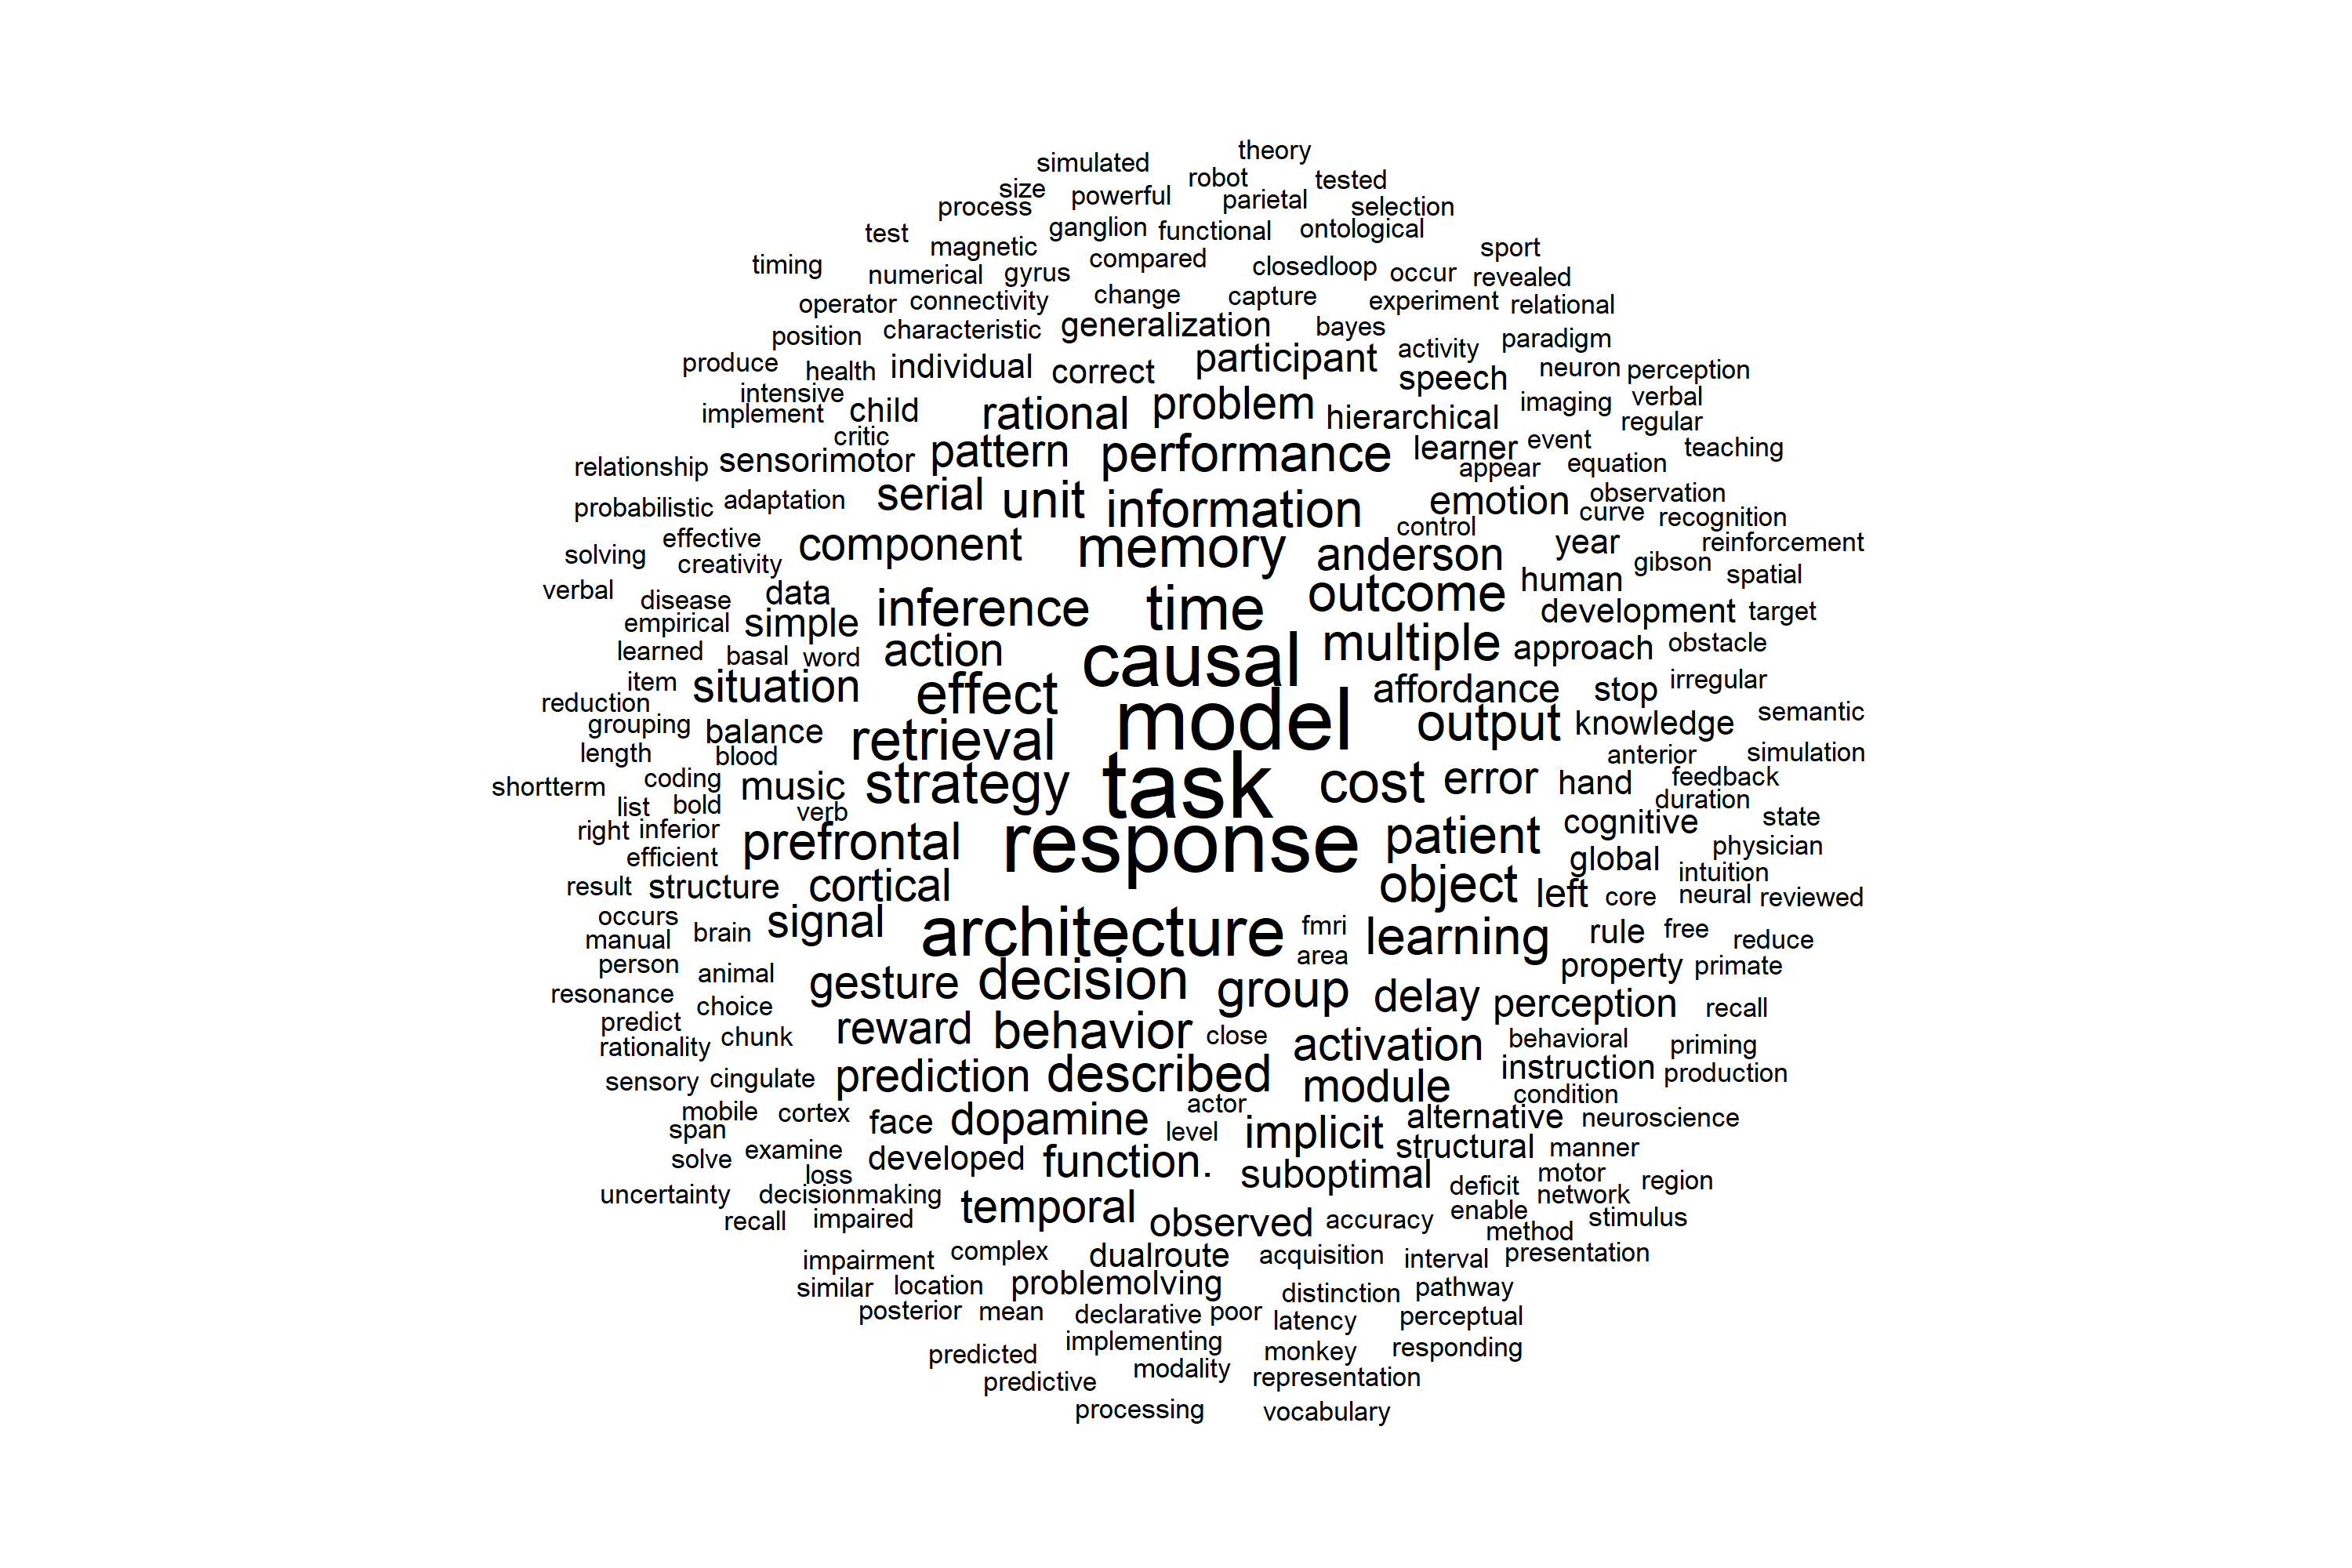 theory
simulated
robot tested
size powerful parietal
process selection
ganglion functional ontological
test magnetic sport
timing numerical gyrus compared closedloop occur revealed
operator connectivity change capture experiment relational
position characteristic generalization bayes paradigm
produce health individual correct participant activity neuron perception
speech
intensive
implement child rational problem hierarchical imaging verbal
regular
critic
relationship sensorimotor pattern performance learner event teaching
appear equation
probabilistic adaptation serial unit information emotion observation
curve recognition
control
solving effective component memory anderson year reinforcement
creativity gibson
verbal disease data inference time outcome human spatial
empirical simple development target
learned basal word action causal multiple approach obstacle
item situation effect affordance stop irregular
reduction
grouping balance retrieval model output knowledge semantic
length blood anterior simulation
shortterm coding music strategy task cost error hand feedback
list bold verb duration
right inferior prefrontal response patient cognitive state
efficient global physician
intuition
result structure cortical object left core neural reviewed
occurs
manual brain signal architecture fmri learning rule free reduce
person area property primate
animal gesture decision group delay
resonance choice perception recall
predict
rationality chunk reward behavior close activation behavioral priming
sensory cingulate prediction described module instruction production
condition
mobile cortex face dopamine actor implicit alternative neuroscience
span level
solve examine developed function. structural manner
loss suboptimal motor
uncertainty decisionmaking temporal deficit network region
recall impaired observed accuracy enable stimulus
method
impairment complex dualroute acquisition interval presentation
similar location problemolving distinction pathway
posterior mean declarative poor latency perceptual
predicted implementing monkey responding
predictive modality representation
processing vocabulary